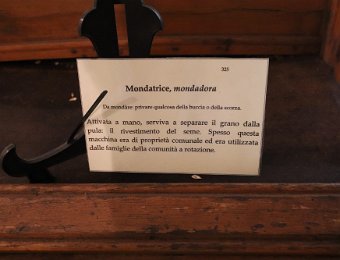 325
Mondatrice, mondadora
Da mondare: privare qualcosa della buccia o della scorza.
Attivata a mano, serviva a separare il grano dalla
pula: il rivestimento del seme. Spesso questa
macchina era di proprietà comunale ed era utilizzata
dalle famiglie della comunità a rotazione.